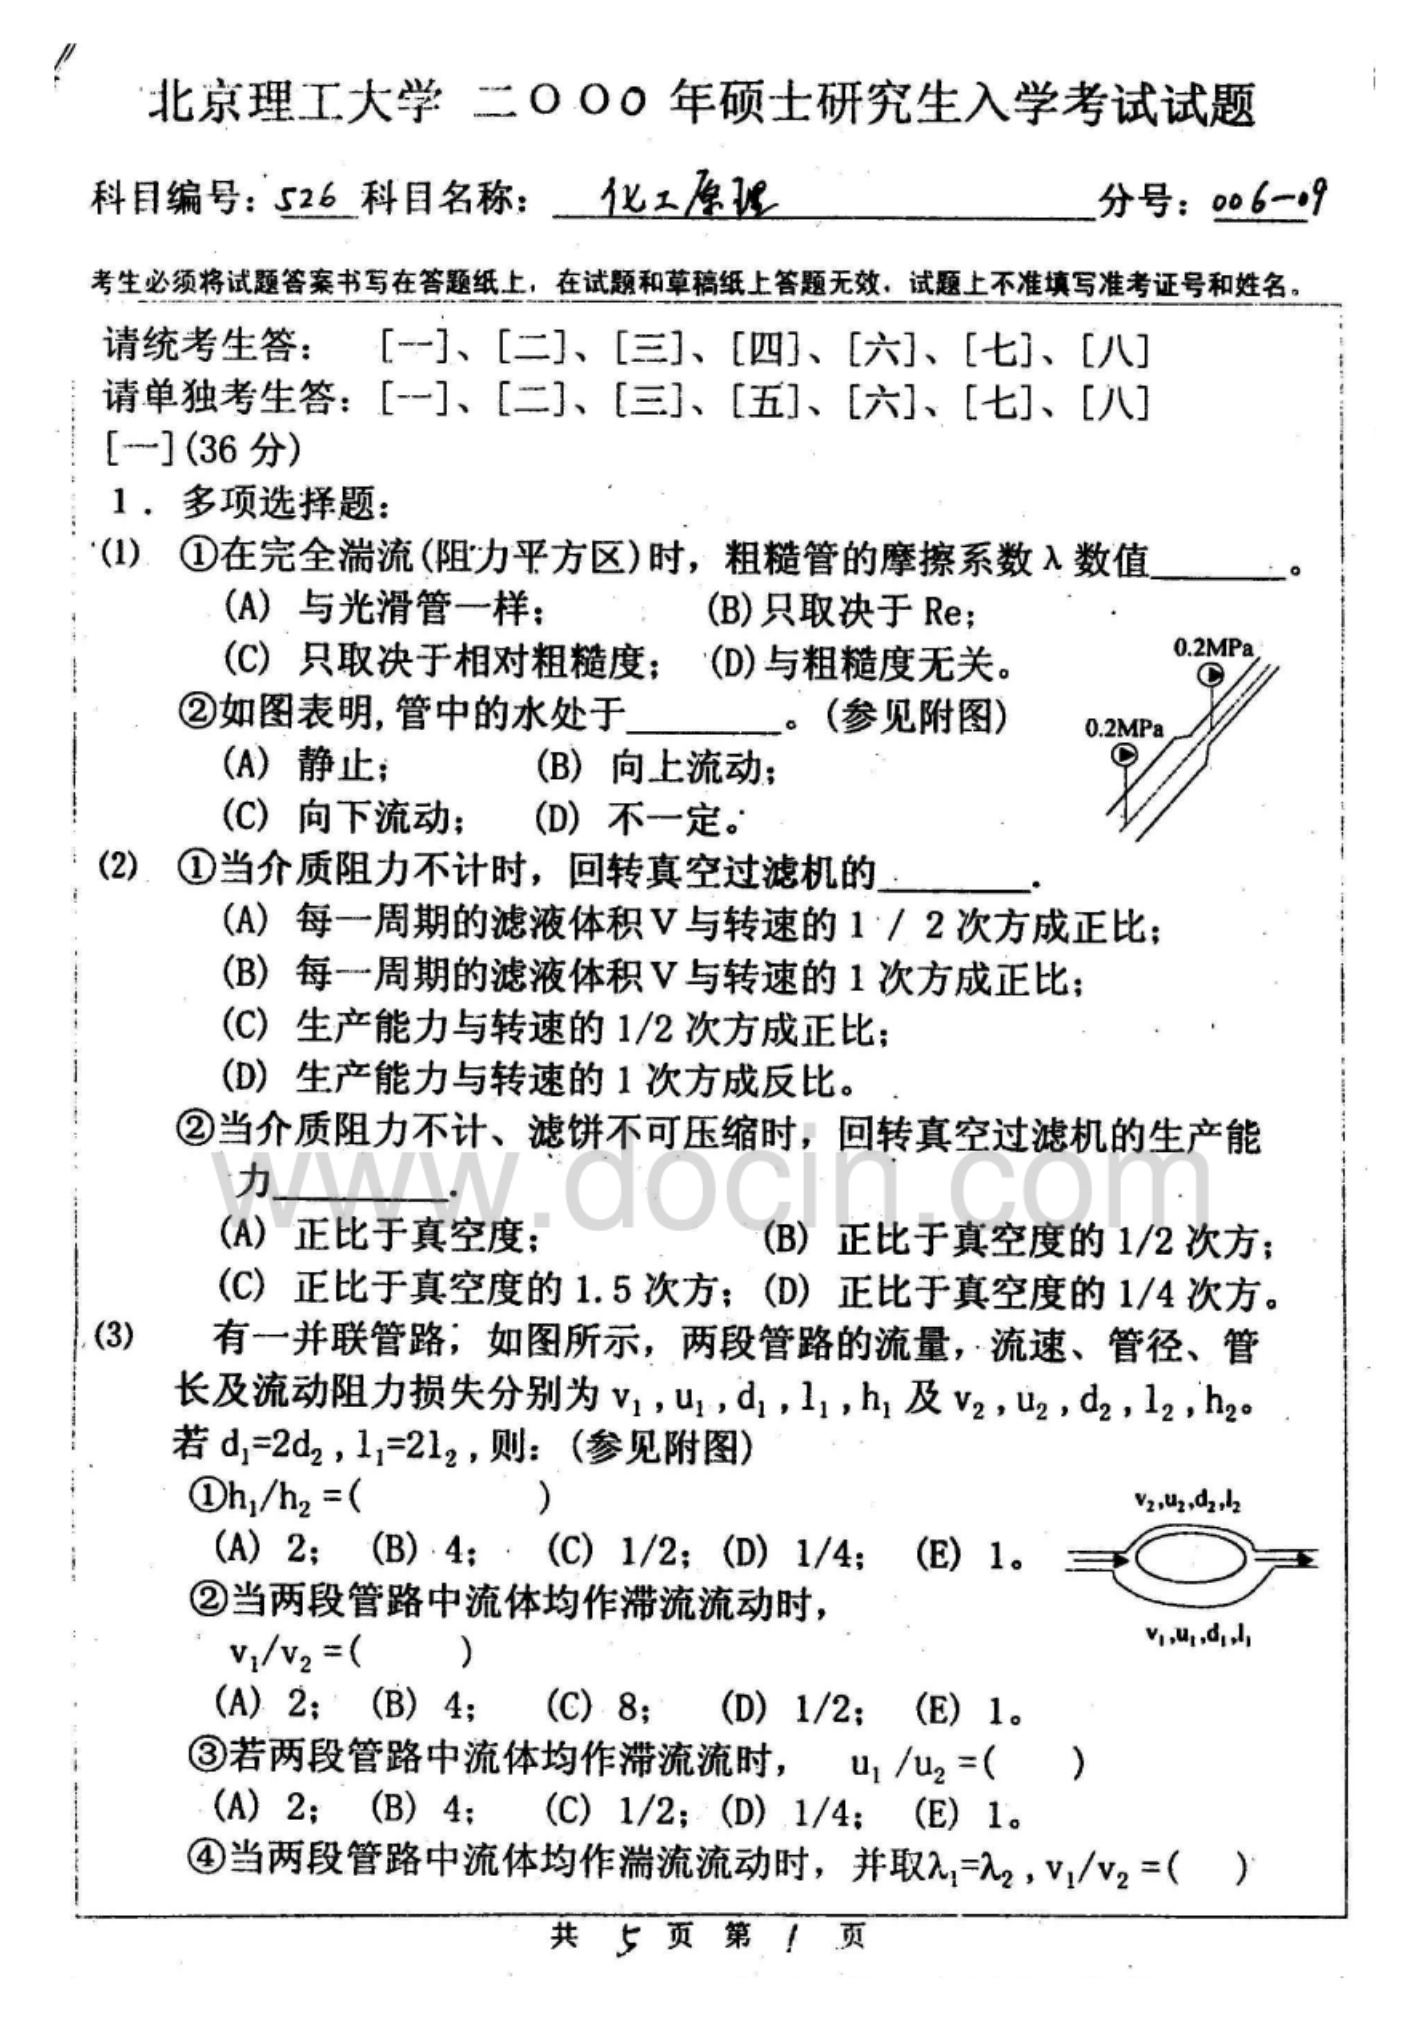 北京理工大学 二OOO 年硕士研究生入学考试试题
科目编号：526 科目名称：化工原理 分号：006-09
考生必须将试题答案书写在答题纸上，在试题和草稿纸上答题无效，试题上不准填写准考证号和姓名。
请统考生答： [一]、[二]、[三]、[四]、[六]、[七]、[八]
请单独考生答：[一]、[二]、[三]、[五]、[六]、[七]、[八]
[一](36 分)
1． 多项选择题：
(1) ①在完全湍流(阻力平方区)时，粗糙管的摩擦系数λ数值______。
(A) 与光滑管一样； (B)只取决于 Re；
(C) 只取决于相对粗糙度； (D)与粗糙度无关。
0.2MPa
②如图表明,管中的水处于_______。(参见附图)
0.2MPa
(A) 静止； (B) 向上流动；
(C) 向下流动； (D) 不一定。
(2) ①当介质阻力不计时，回转真空过滤机的_______.
(A) 每一周期的滤液体积V与转速的 1 / 2 次方成正比；
(B) 每一周期的滤液体积V与转速的 1 次方成正比；
(C) 生产能力与转速的 1/2 次方成正比；
(D) 生产能力与转速的 1 次方成反比。
②当介质阻力不计、滤饼不可压缩时，回转真空过滤机的生产能
力________.
www.docin.com
(A) 正比于真空度； (B) 正比于真空度的 1/2 次方；
(C) 正比于真空度的 1.5 次方；(D) 正比于真空度的 1/4 次方。
(3) 有一并联管路，如图所示，两段管路的流量，流速、管径、管
长及流动阻力损失分别为 v₁,u₁,d₁,l₁,h₁ 及 v₂,u₂,d₂,l₂,h₂。
若 d₁=2d₂,l₁=2l₂,则：(参见附图)
①h₁/h₂ =( )
v₂,u₂,d₂,l₂
(A) 2； (B) 4； (C) 1/2；(D) 1/4； (E) 1。
②当两段管路中流体均作滞流流动时，
v₁,u₁,d₁,l₁
v₁/v₂ =( )
(A) 2； (B) 4； (C) 8； (D) 1/2； (E) 1。
③若两段管路中流体均作滞流流时， u₁ /u₂ =( )
(A) 2； (B) 4； (C) 1/2；(D) 1/4； (E) 1。
④当两段管路中流体均作湍流流动时，并取λ₁=λ₂,v₁/v₂ =( )
共 5 页 第 1 页